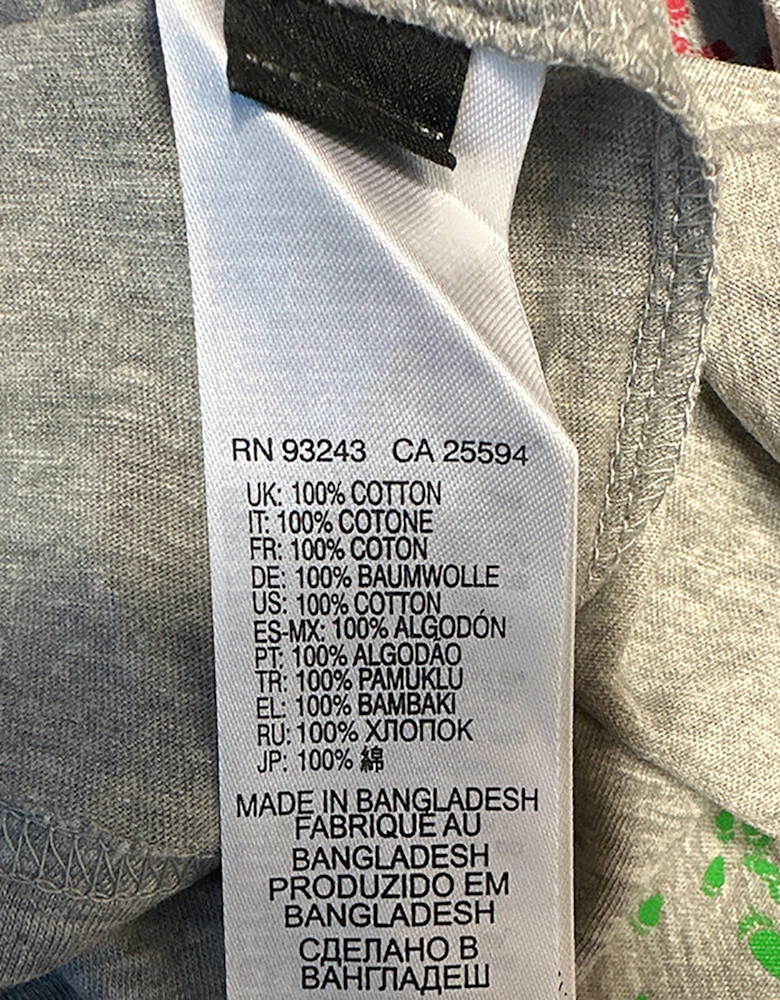 RN 93243 CA 25594
UK: 100% COTTON
IT: 100% COTONE
FR: 100% COTON
DE: 100% BAUMWOLLE
US: 100% COTTON
ES-MX: 100% ALGODÓN
PT: 100% ALGODÃO
TR: 100% PAMUKLU
EL: 100% BAMBAKI
RU: 100% ХЛОПОК
JP: 100% 綿
MADE IN BANGLADESH
FABRIQUE AU
BANGLADESH
PRODUZIDO EM
BANGLADESH
СДЕЛАНО В
ВАНГЛАДЕШ